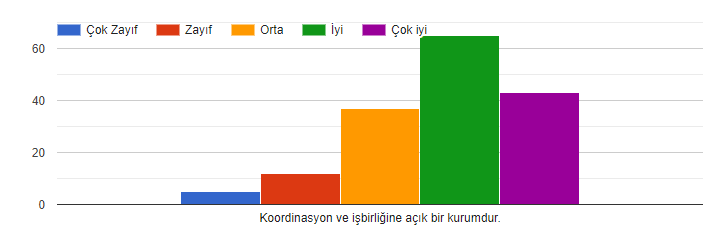 Çok Zayıf Zayıf Orta İyi Çok iyi
60
40
20
0
Koordinasyon ve işbirliğine açık bir kurumdur.